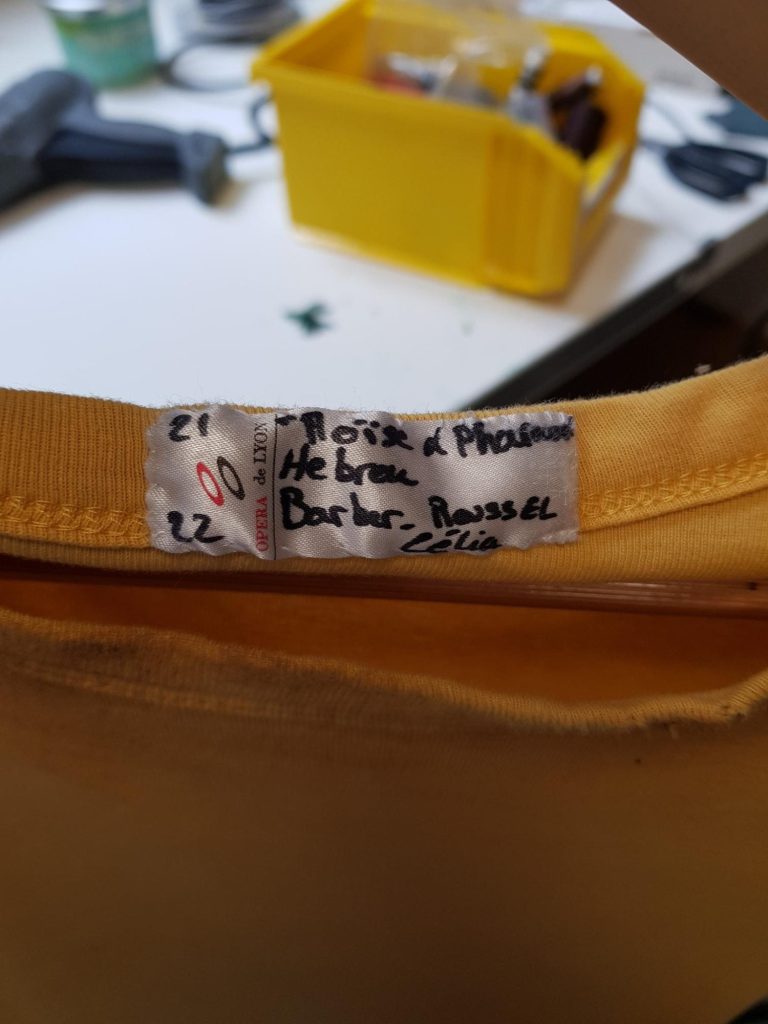 21
22
OPERA de LYON
Moïse & Pharaon
Hebreu
Barber-Roussel
Célia